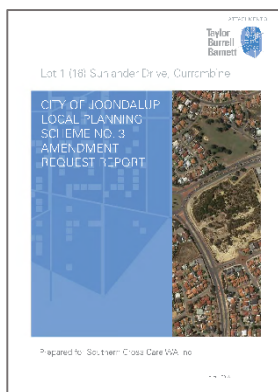 Taylor
Burrell
Barnett
Lot 1 (18) Sunlander Drive, Currambine
CITY OF JOONDALUP
LOCAL PLANNING
SCHEME NO. 3
AMENDMENT
REQUEST REPORT
Prepared for Southern Cross Care WA Inc